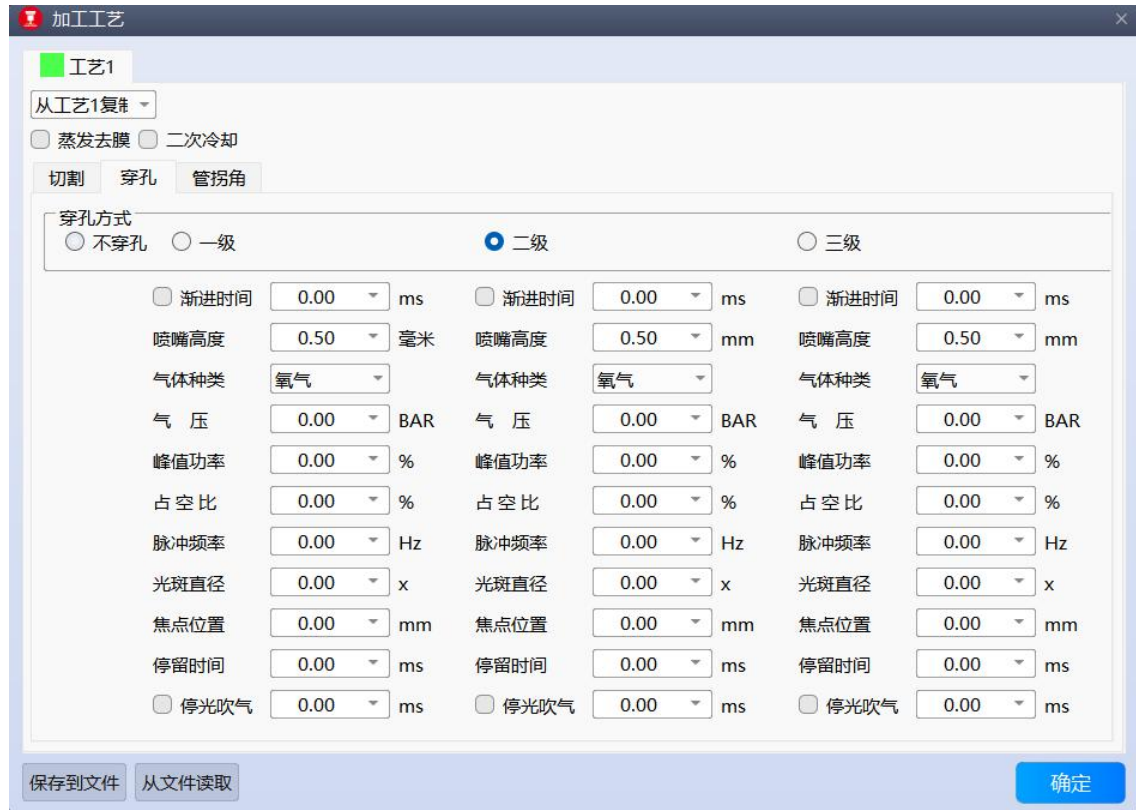 加工工艺
工艺1
从工艺1复制
蒸发去膜 二次冷却
切割 穿孔 管拐角
穿孔方式
不穿孔 一级 二级 三级
渐进时间 0.00 ms 渐进时间 0.00 ms 渐进时间 0.00 ms
喷嘴高度 0.50 毫米 喷嘴高度 0.50 mm 喷嘴高度 0.50 mm
气体种类 氧气 气体种类 氧气 气体种类 氧气
气 压 0.00 BAR 气 压 0.00 BAR 气 压 0.00 BAR
峰值功率 0.00 % 峰值功率 0.00 % 峰值功率 0.00 %
占空比 0.00 % 占空比 0.00 % 占空比 0.00 %
脉冲频率 0.00 Hz 脉冲频率 0.00 Hz 脉冲频率 0.00 Hz
光斑直径 0.00 x 光斑直径 0.00 x 光斑直径 0.00 x
焦点位置 0.00 mm 焦点位置 0.00 mm 焦点位置 0.00 mm
停留时间 0.00 ms 停留时间 0.00 ms 停留时间 0.00 ms
停光吹气 0.00 ms 停光吹气 0.00 ms 停光吹气 0.00 ms
保存到文件 从文件读取 确定